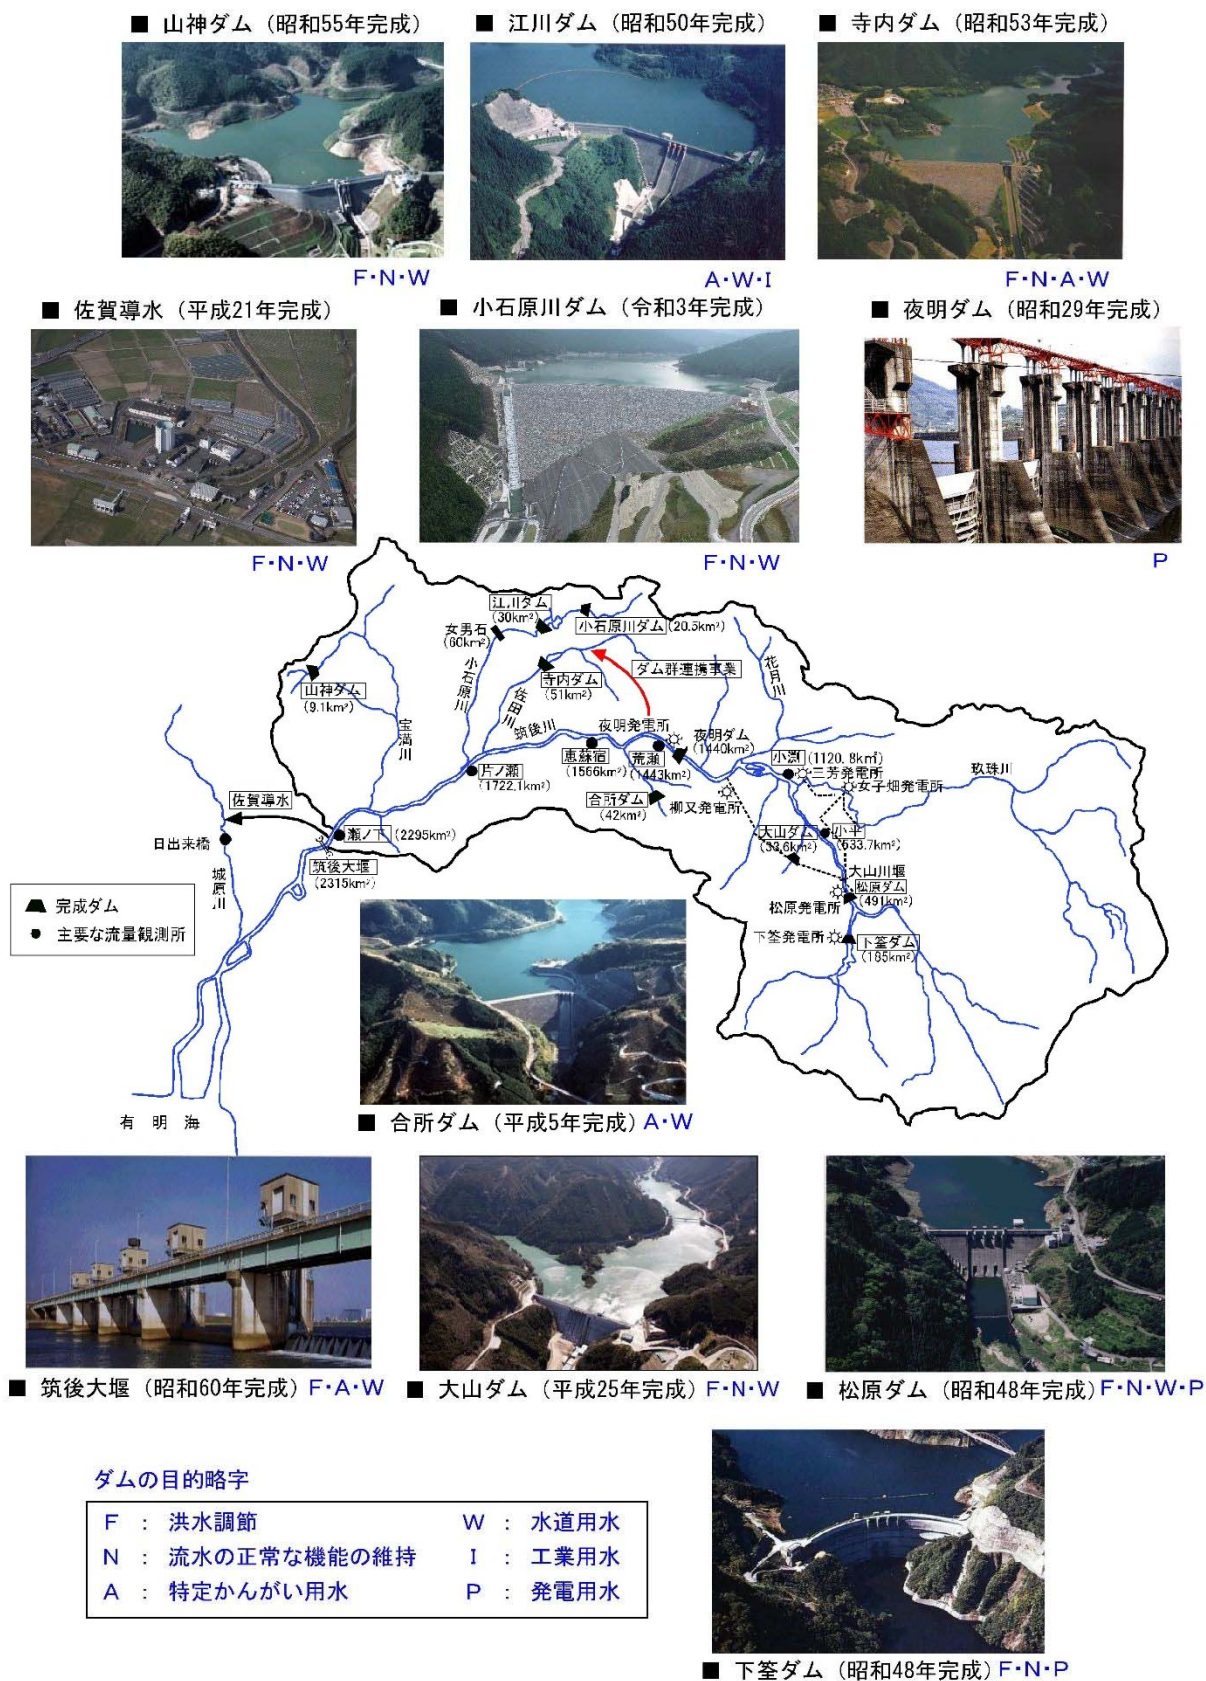 ■ 山神ダム（昭和55年完成）
■ 江川ダム（昭和50年完成）
■ 寺内ダム（昭和53年完成）
F・N・W
A・W・I
F・N・A・W
■ 佐賀導水（平成21年完成）
■ 小石原川ダム（令和3年完成）
■ 夜明ダム（昭和29年完成）
F・N・W
F・N・W
P
江川ダム
(30km²)
小石原川ダム(20.5km²)
女男石
(60km²)
小石原川
寺内ダム
(51km²)
佐田川
ダム群連携事業
花月川
山神ダム
(9.1km²)
宝満川
筑後川
夜明発電所
夜明ダム
(1440km²)
恵蘇宿
(1566km²)
荒瀬
(1443km²)
小渕 (1120.8k㎡)
三芳発電所
玖珠川
女子畑発電所
片ノ瀬
(1722.1km²)
合所ダム
(42km²)
柳又発電所
佐賀導水
日出来橋
瀬ノ下 (2295km²)
大山ダム
(33.6km²)
小平
(533.7km²)
筑後大堰
(2315km²)
城原川
大山川堰
松原ダム
(491km²)
松原発電所
下筌発電所
下筌ダム
(185km²)
完成ダム
主要な流量観測所
有明海
■ 合所ダム（平成5年完成）A・W
■ 筑後大堰（昭和60年完成）F・A・W
■ 大山ダム（平成25年完成）F・N・W
■ 松原ダム（昭和48年完成）F・N・W・P
ダムの目的略字
F ： 洪水調節
W ： 水道用水
N ： 流水の正常な機能の維持
I ： 工業用水
A ： 特定かんがい用水
P ： 発電用水
■ 下筌ダム（昭和48年完成）F・N・P